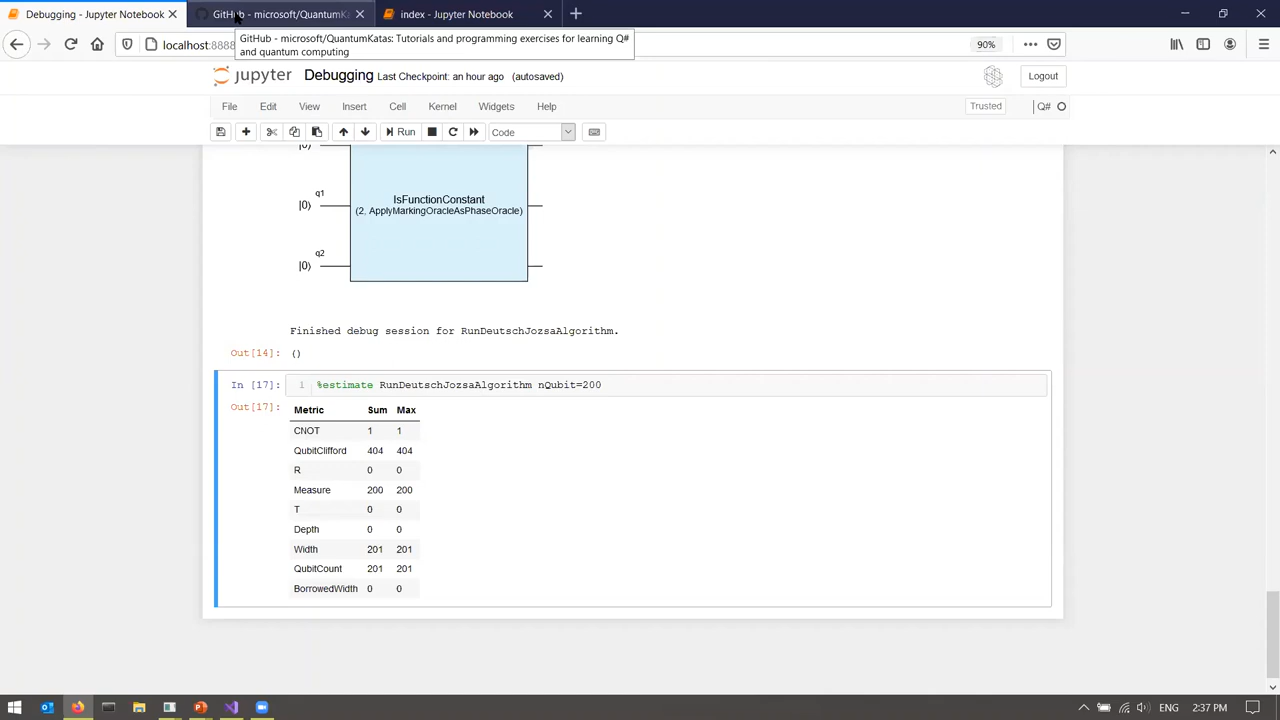 Debugging - Jupyter Notebook
GitHub - microsoft/QuantumKa
index - Jupyter Notebook
localhost:8888
GitHub - microsoft/QuantumKatas: Tutorials and programming exercises for learning Q#
and quantum computing
90%
jupyter Debugging Last Checkpoint: an hour ago (autosaved)
Logout
File Edit View Insert Cell Kernel Widgets Help
Trusted Q#
Run
Code
|0⟩
q1
|0⟩
IsFunctionConstant
(2, ApplyMarkingOracleAsPhaseOracle)
q2
|0⟩
Finished debug session for RunDeutschJozsaAlgorithm.
Out[14]: ()
In [17]: 1 %estimate RunDeutschJozsaAlgorithm nQubit=200
Out[17]:
Metric Sum Max
CNOT 1 1
QubitClifford 404 404
R 0 0
Measure 200 200
T 0 0
Depth 0 0
Width 201 201
QubitCount 201 201
BorrowedWidth 0 0
ENG 2:37 PM